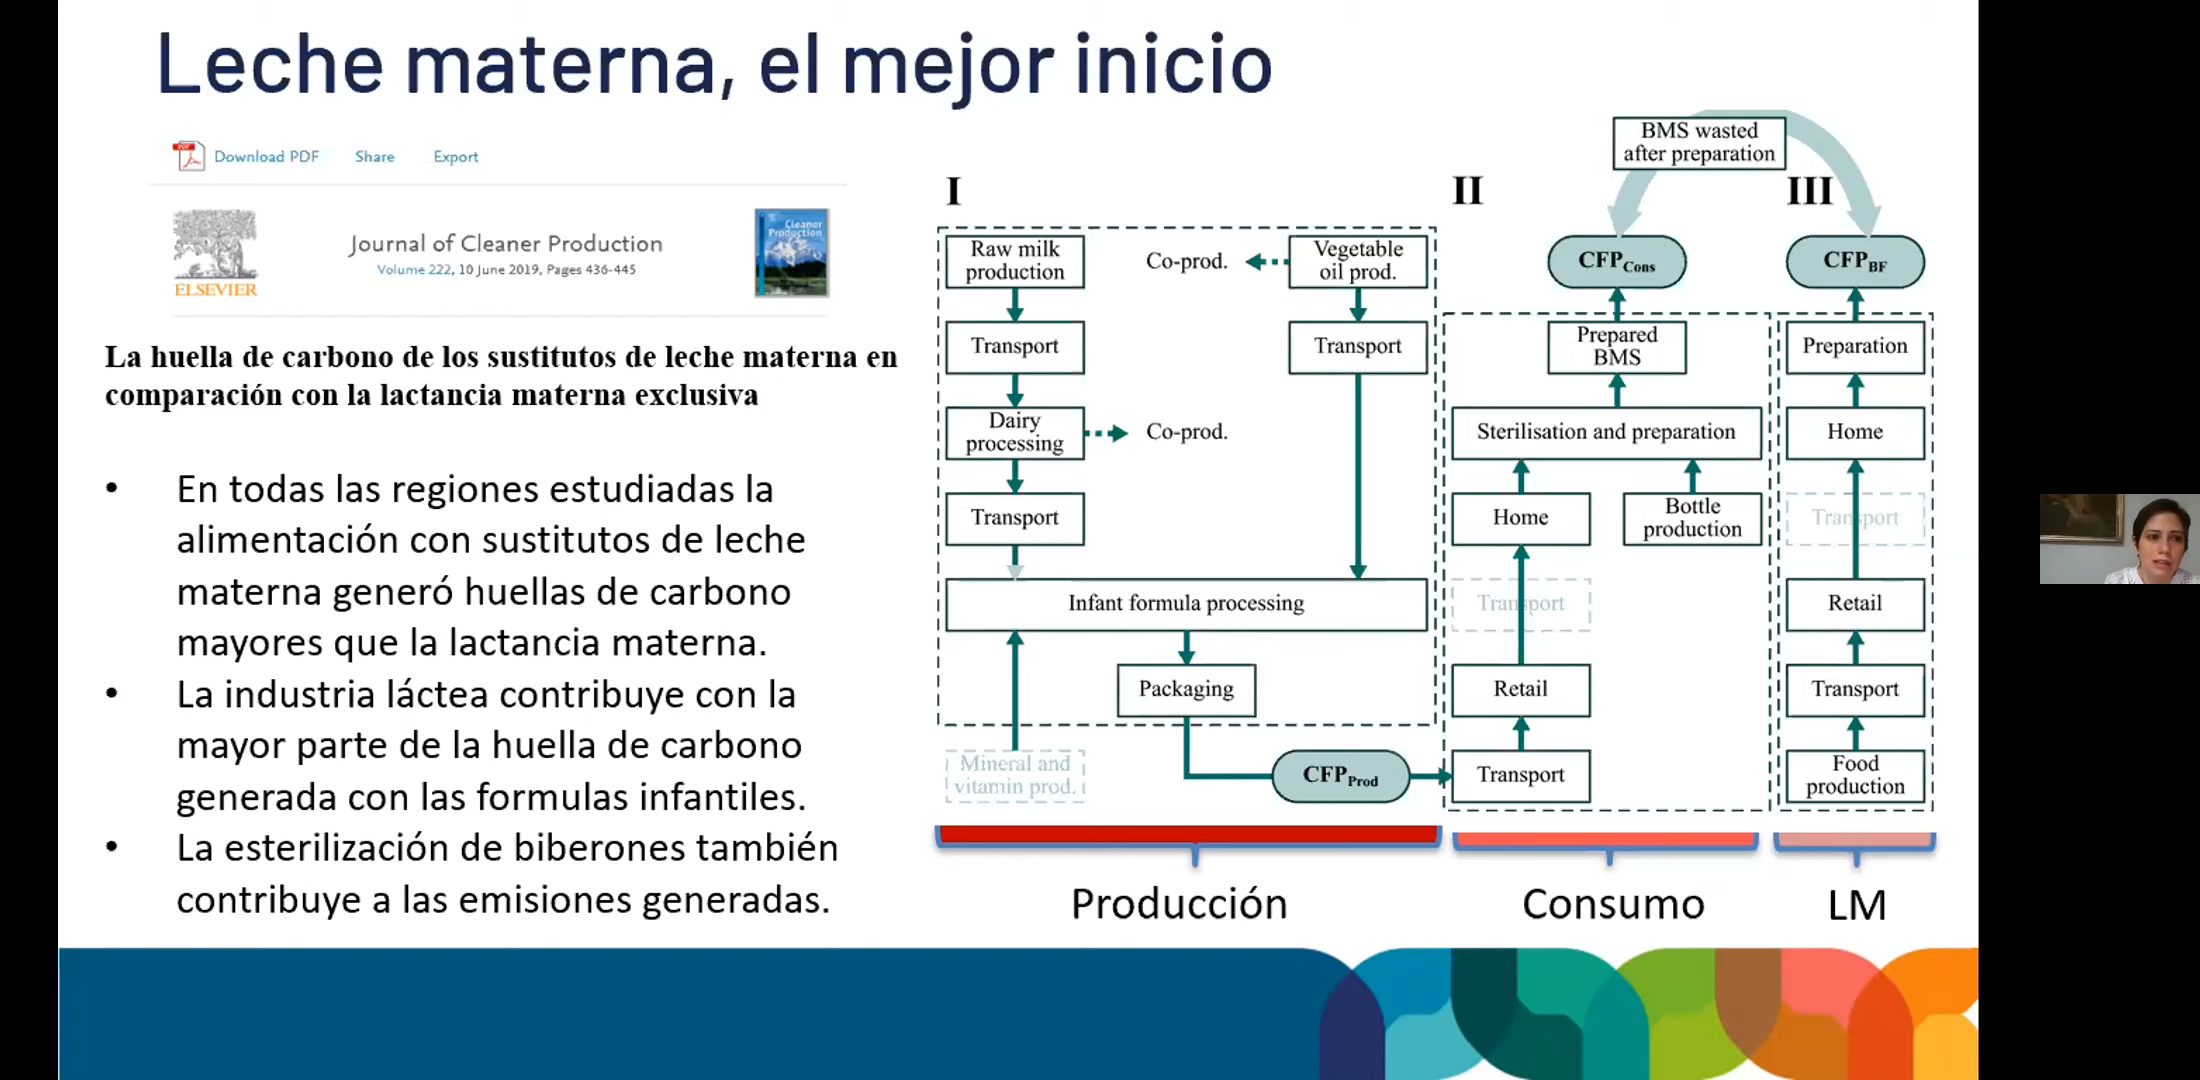 Leche materna, el mejor inicio
Download PDF Share Export
ELSEVIER
Journal of Cleaner Production
Volume 222, 10 June 2019, Pages 436-445
Cleaner
Production
La huella de carbono de los sustitutos de leche materna en
comparación con la lactancia materna exclusiva
• En todas las regiones estudiadas la
alimentación con sustitutos de leche
materna generó huellas de carbono
mayores que la lactancia materna.
• La industria láctea contribuye con la
mayor parte de la huella de carbono
generada con las formulas infantiles.
• La esterilización de biberones también
contribuye a las emisiones generadas.
I
Raw milk
production
Transport
Dairy
processing
Transport
Co-prod.
Co-prod.
Vegetable
oil prod.
Transport
Infant formula processing
Packaging
Mineral and
vitamin prod.
CFPProd
II
BMS wasted
after preparation
CFPCons
Prepared
BMS
Sterilisation and preparation
Home
Bottle
production
Transport
Retail
Transport
III
CFPBF
Preparation
Home
Transport
Retail
Transport
Food
production
Producción
Consumo
LM